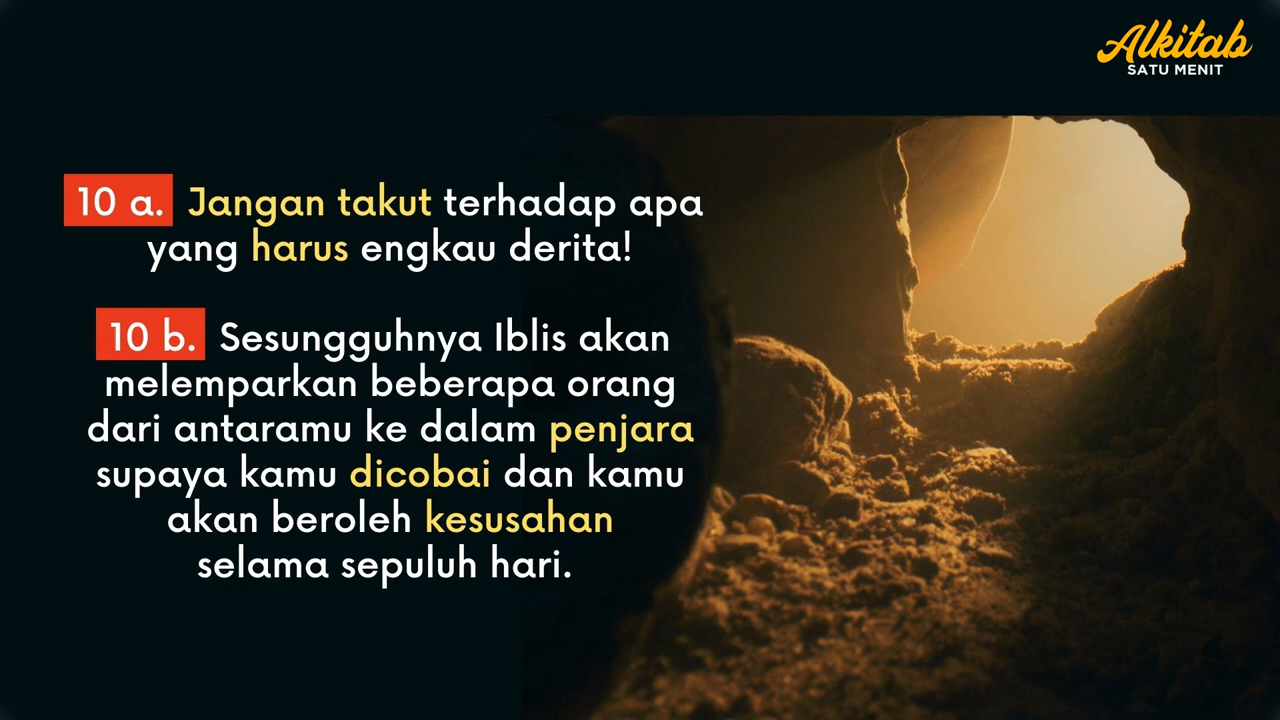 Alkitab
SATU MENIT
10 a. Jangan takut terhadap apa
yang harus engkau derita!
10 b. Sesungguhnya Iblis akan
melemparkan beberapa orang
dari antaramu ke dalam penjara
supaya kamu dicobai dan kamu
akan beroleh kesusahan
selama sepuluh hari.